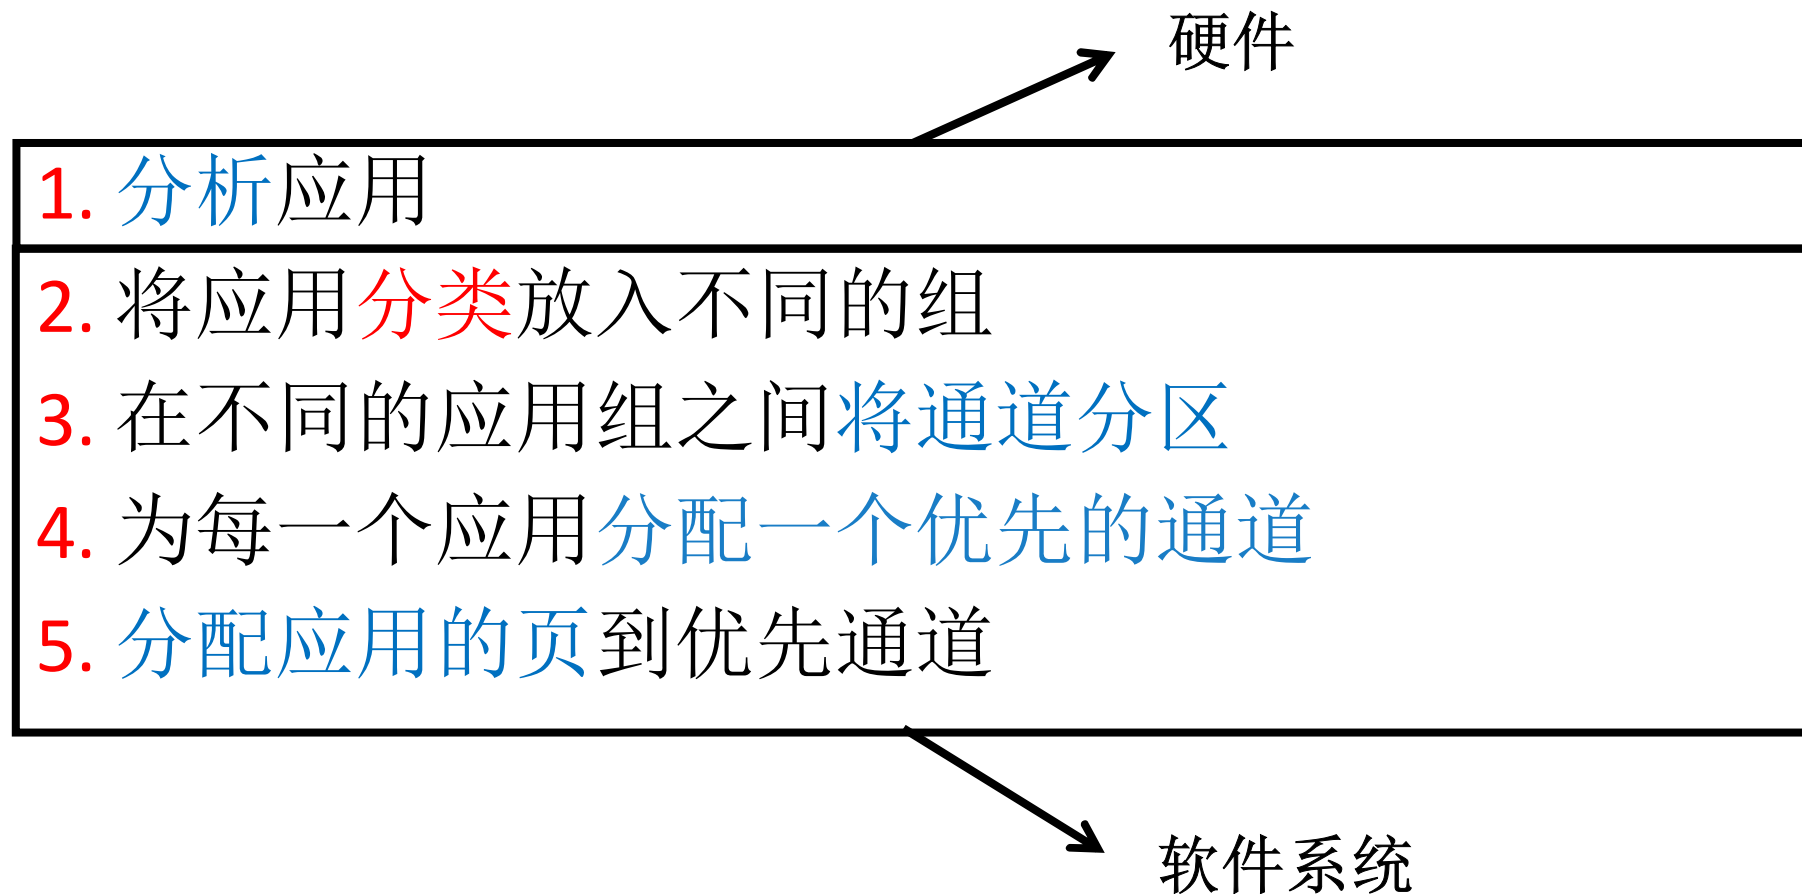 硬件
1. 分析应用
2. 将应用分类放入不同的组
3. 在不同的应用组之间将通道分区
4. 为每一个应用分配一个优先的通道
5. 分配应用的页到优先通道
软件系统